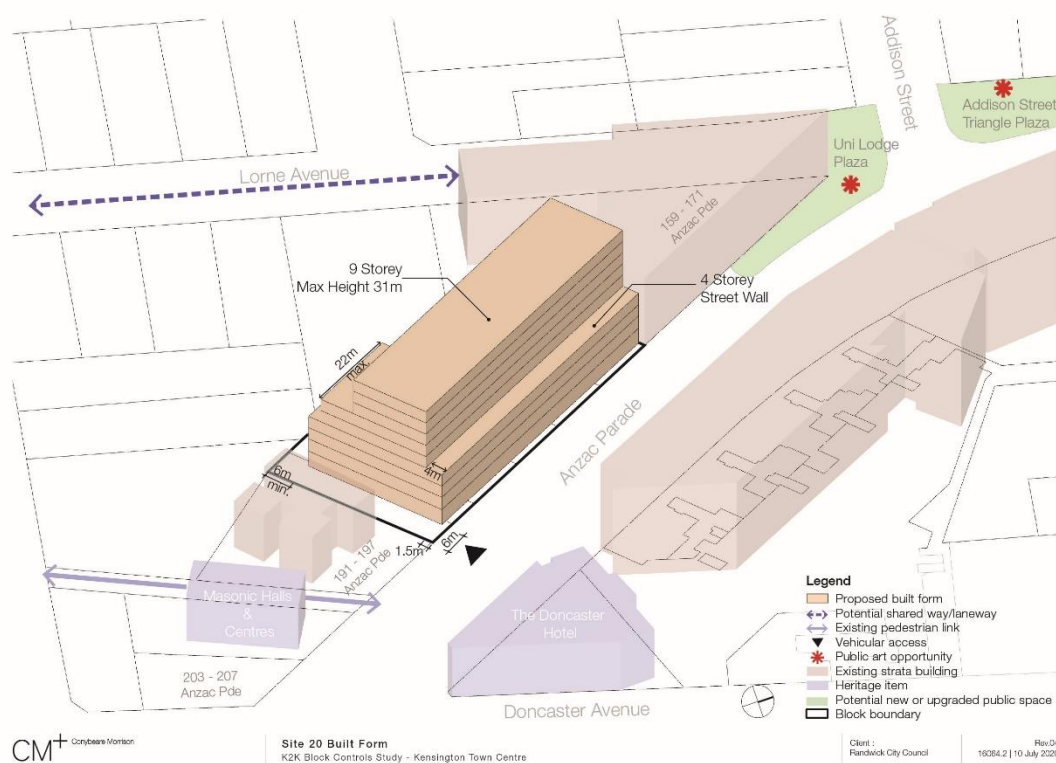 Addison Street
Addison Street
Triangle Plaza
Uni Lodge
Plaza
Lorne Avenue
159 - 171
Anzac Pde
9 Storey
Max Height 31m
4 Storey
Street Wall
22m
max.
4m
Anzac Parade
6m
min.
1.5m
6m
191 - 197
Anzac Pde
Masonic Halls
&
Centres
The Doncaster
Hotel
203 - 207
Anzac Pde
Doncaster Avenue
Legend
Proposed built form
Potential shared way/laneway
Existing pedestrian link
Vehicular access
Public art opportunity
Existing strata building
Heritage item
Potential new or upgraded public space
Block boundary
CM+ Conybeare Morrison
Site 20 Built Form
K2K Block Controls Study - Kensington Town Centre
Client :
Randwick City Council
16084.2 | 10 July 2020